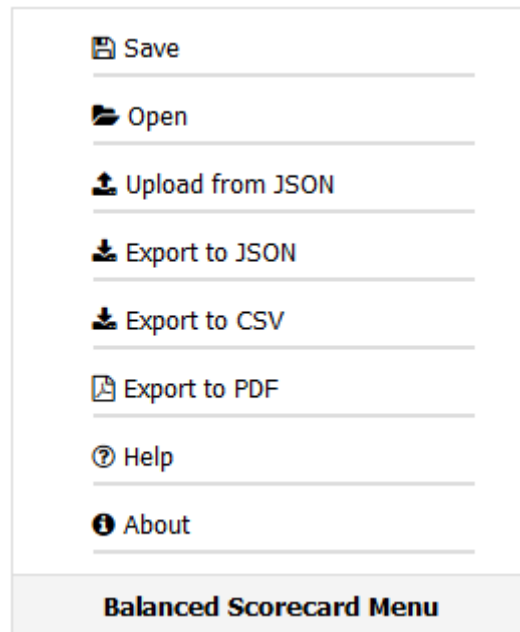 Save
Open
Upload from JSON
Export to JSON
Export to CSV
Export to PDF
Help
About
Balanced Scorecard Menu